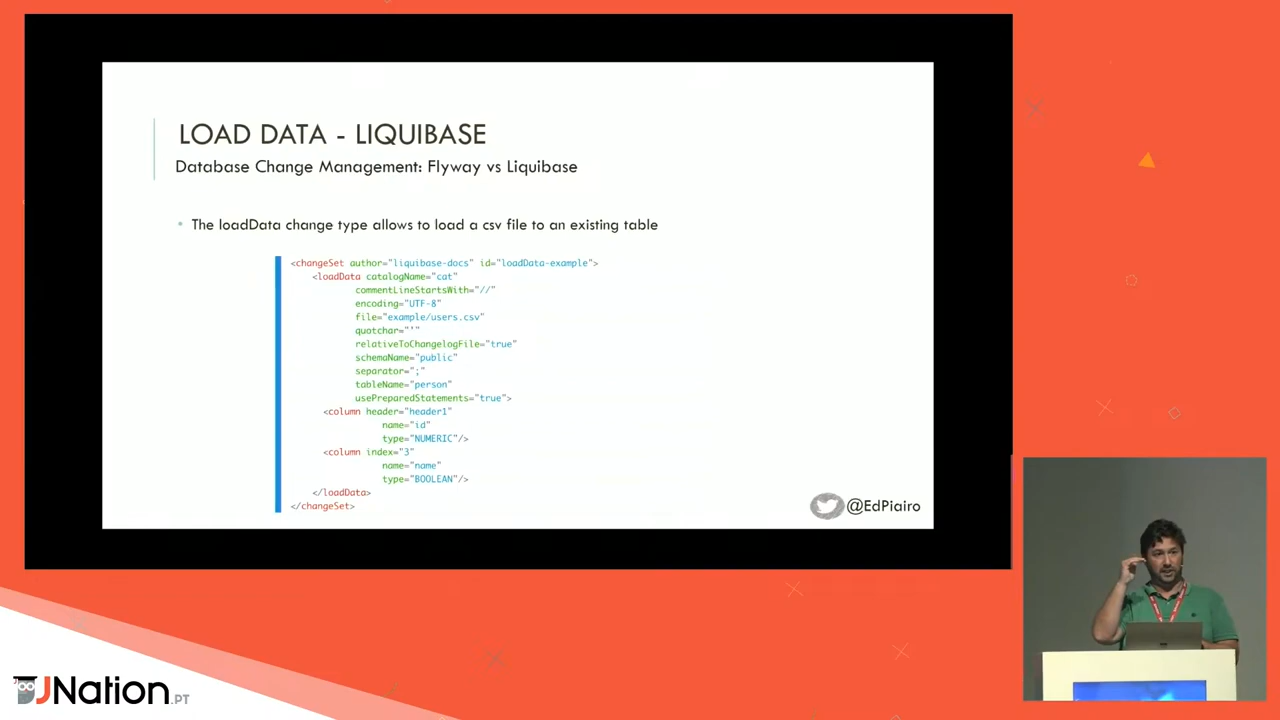 LOAD DATA - LIQUIBASE
Database Change Management: Flyway vs Liquibase
• The loadData change type allows to load a csv file to an existing table
<changeSet author="liquibase-docs" id="loadData-example">
<loadData catalogName="cat"
commentLineStartsWith="//"
encoding="UTF-8"
file="example/users.csv"
quotchar="'"
relativeToChangelogFile="true"
schemaName="public"
separator=";"
tableName="person"
usePreparedStatements="true">
<column header="header1"
name="id"
type="NUMERIC"/>
<column index="3"
name="name"
type="BOOLEAN"/>
</loadData>
</changeSet>
@EdPiairo
JNation.PT